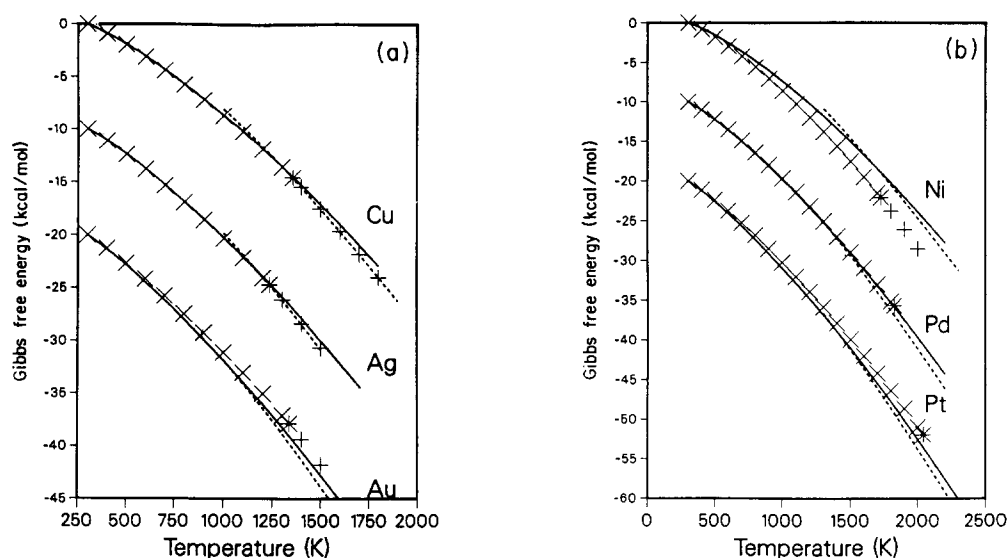 (a)
0
-5
-10
-15
-20
-25
-30
-35
-40
-45
Gibbs free energy (kcal/mol)
Cu
Ag
Au
250 500 750 1000 1250 1500 1750 2000
Temperature (K)
(b)
0
-5
-10
-15
-20
-25
-30
-35
-40
-45
-50
-55
-60
Gibbs free energy (kcal/mol)
Ni
Pd
Pt
0 500 1000 1500 2000 2500
Temperature (K)